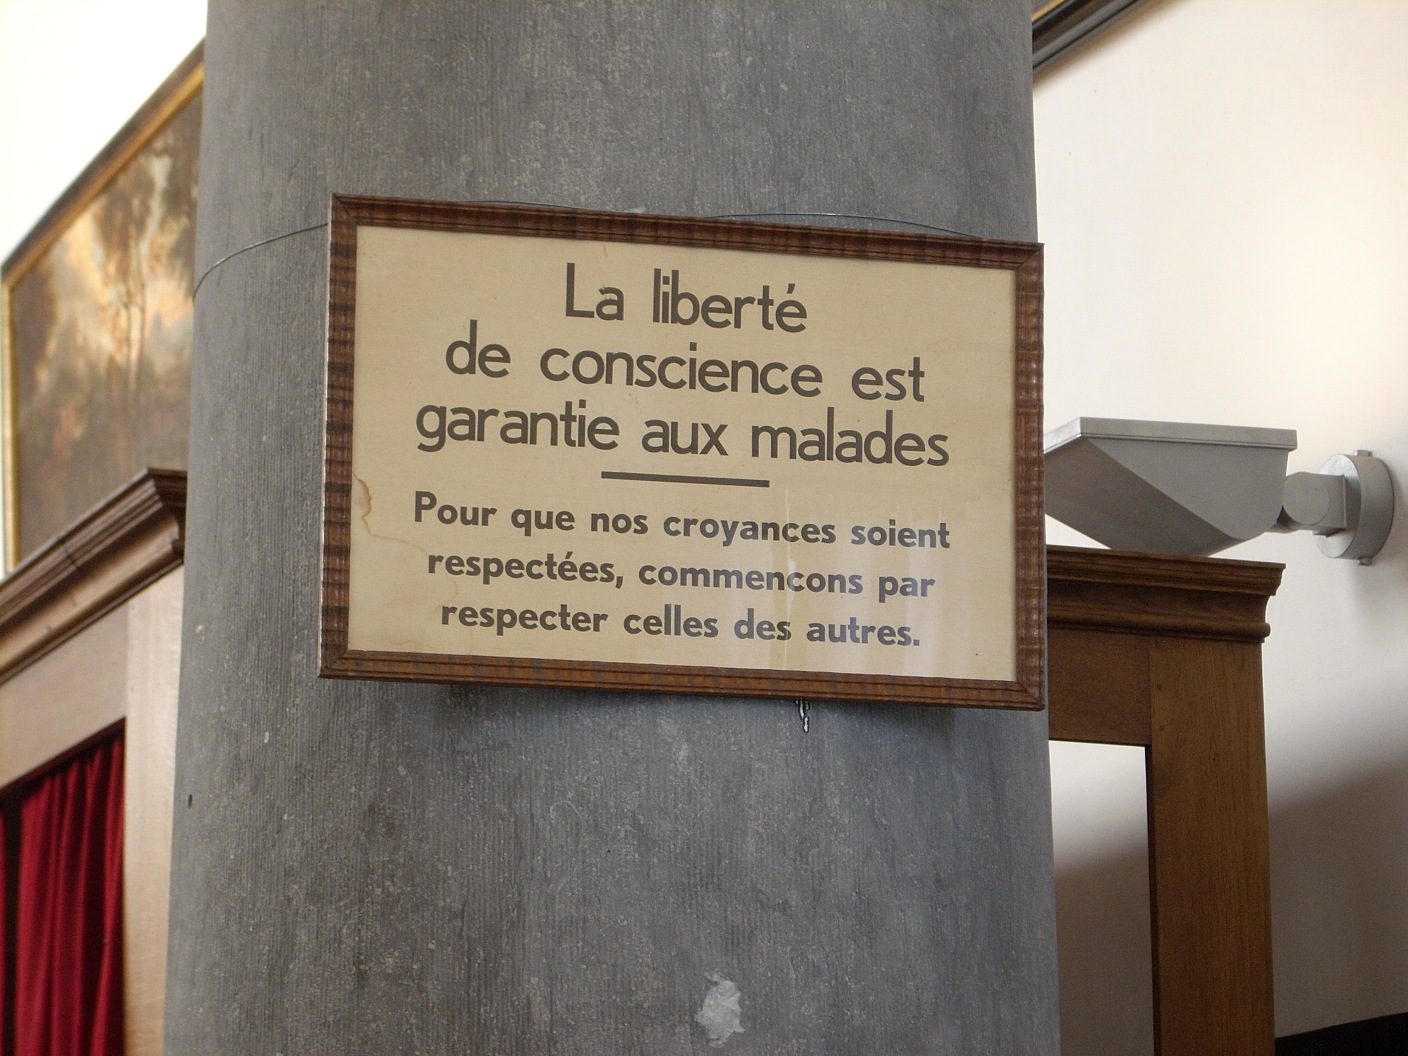 La liberté
de conscience est
garantie aux malades
Pour que nos croyances soient
respectées, commencons par
respecter celles des autres.